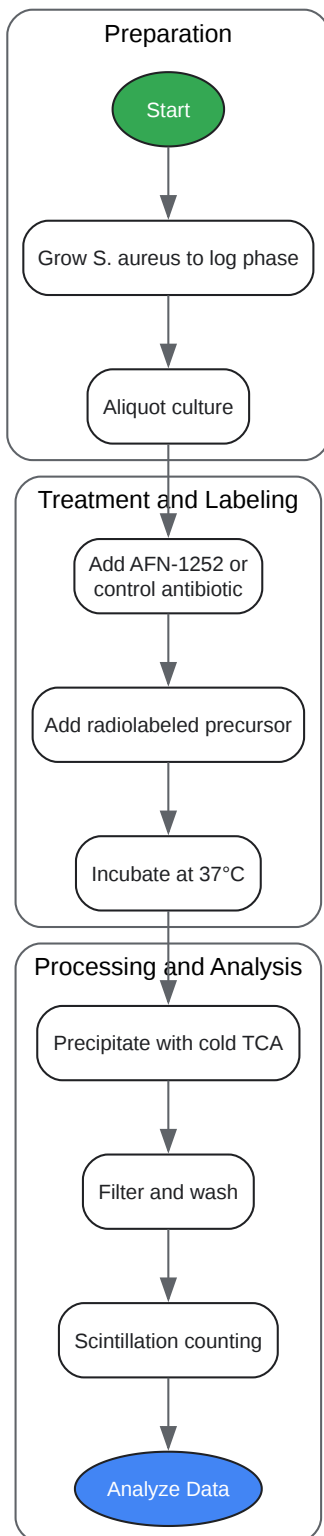 Preparation
Start
Grow S. aureus to log phase
Aliquot culture
Treatment and Labeling
Add AFN-1252 or
control antibiotic
Add radiolabeled precursor
Incubate at 37°C
Processing and Analysis
Precipitate with cold TCA
Filter and wash
Scintillation counting
Analyze Data